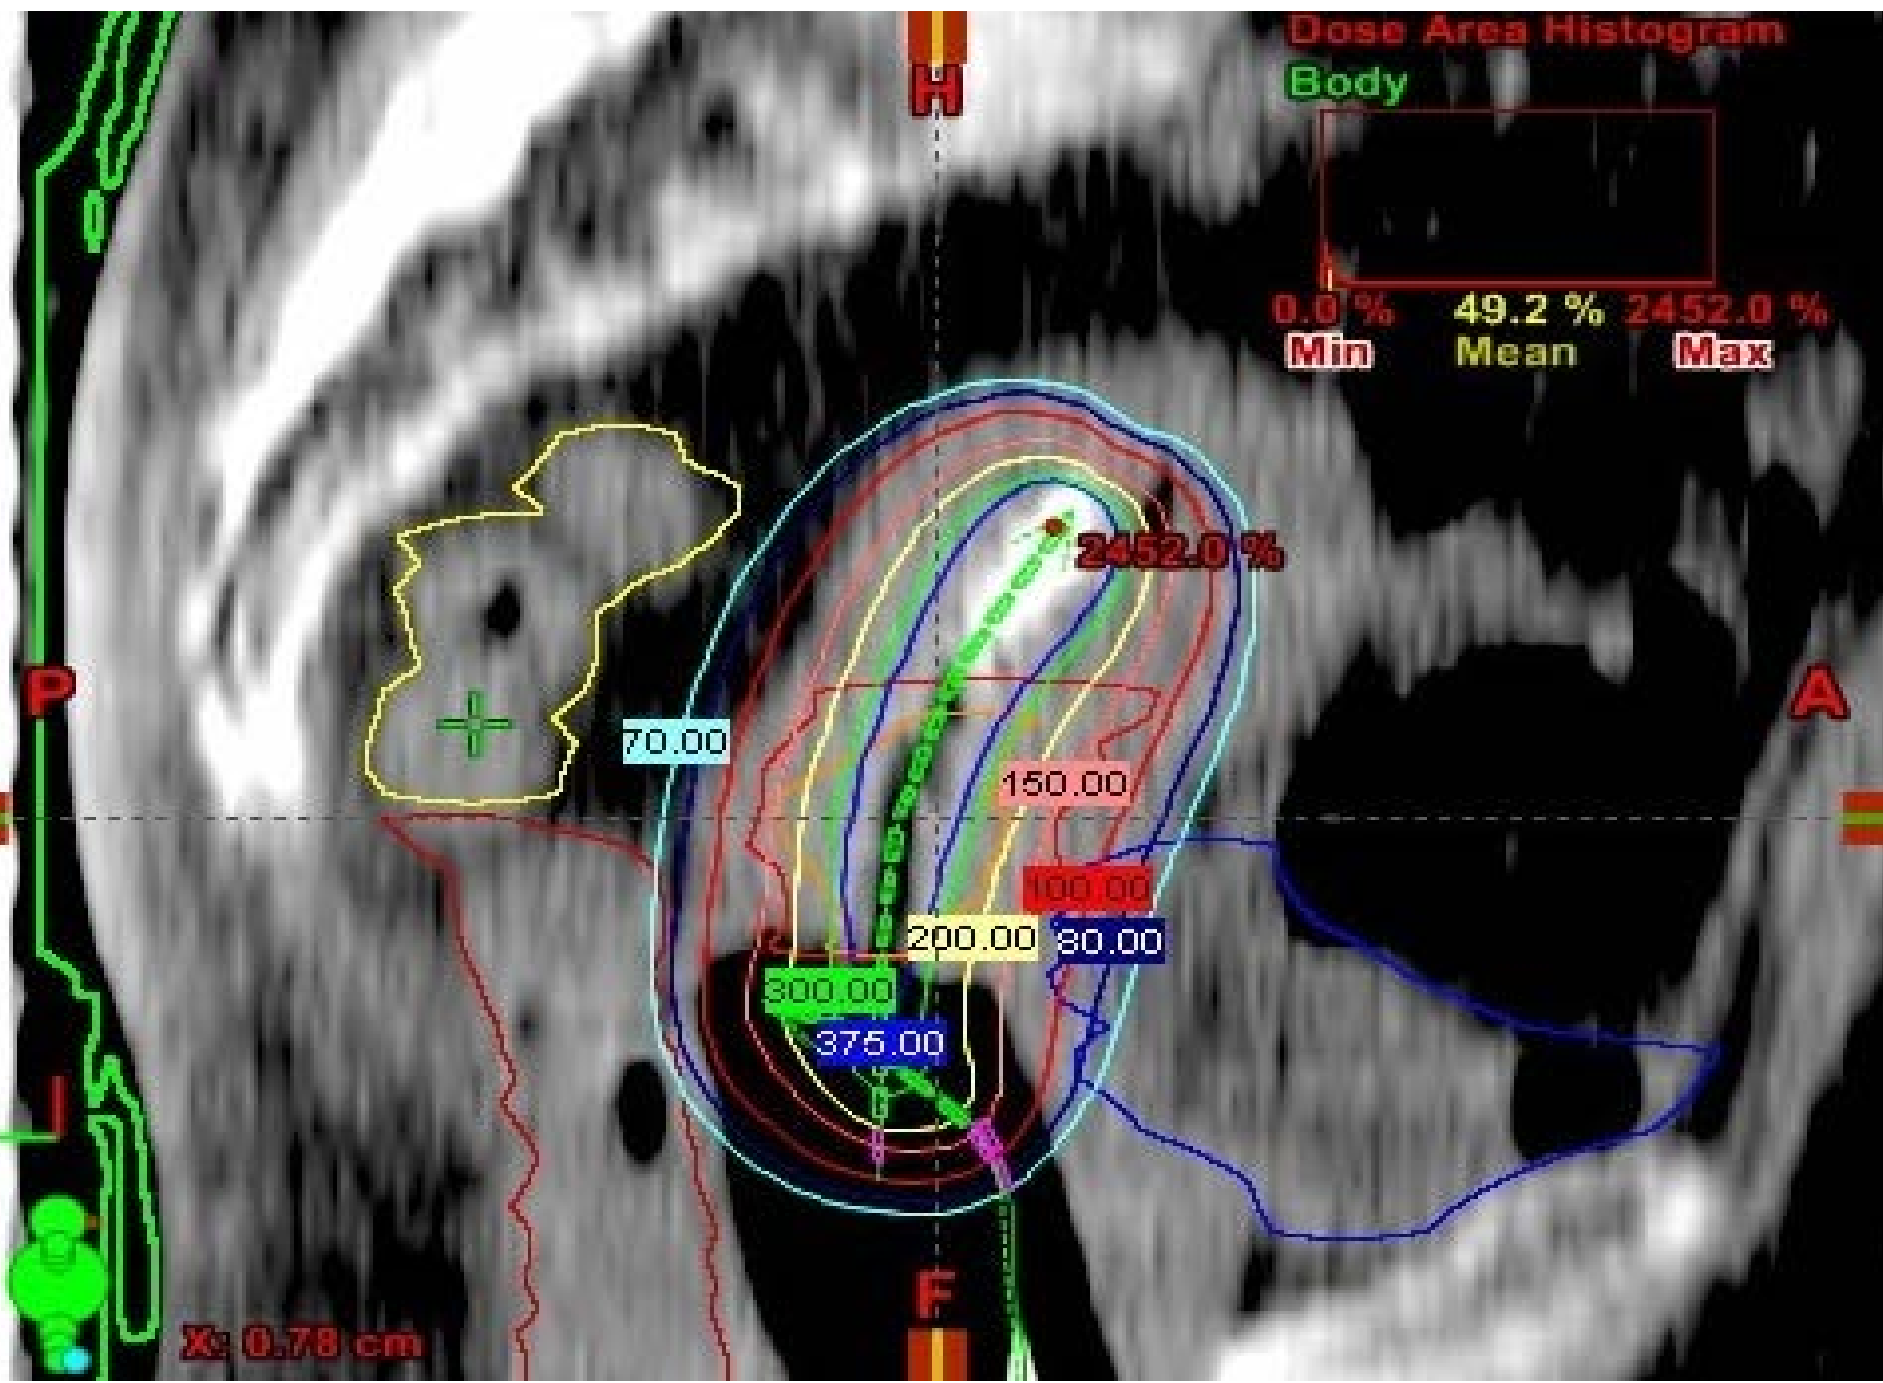 Dose Area Histogram
H
Body
0.0 % 49.2 % 2452.0 %
Min Mean Max
2452.0 %
P
A
70.00
150.00
100.00
200.00
80.00
300.00
375.00
F
X: 0.78 cm